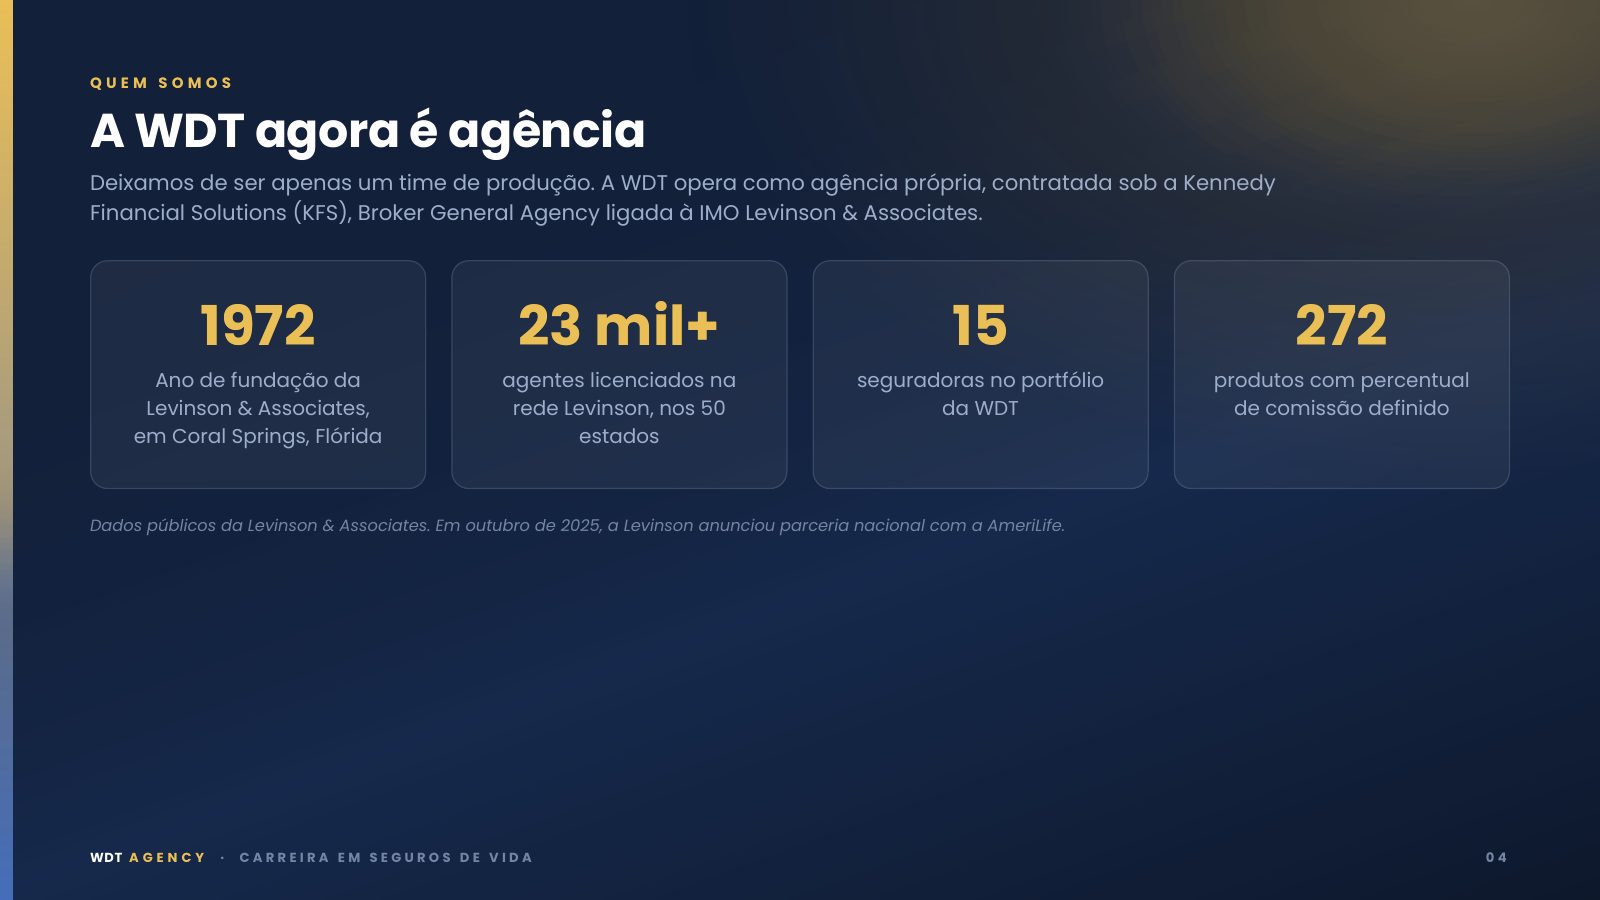 QUEM SOMOS
A WDT agora é agência
Deixamos de ser apenas um time de produção. A WDT opera como agência própria, contratada sob a Kennedy
Financial Solutions (KFS), Broker General Agency ligada à IMO Levinson & Associates.
1972
Ano de fundação da
Levinson & Associates,
em Coral Springs, Flórida
23 mil+
agentes licenciados na
rede Levinson, nos 50
estados
15
seguradoras no portfólio
da WDT
272
produtos com percentual
de comissão definido
Dados públicos da Levinson & Associates. Em outubro de 2025, a Levinson anunciou parceria nacional com a AmeriLife.
WDT AGENCY · CARREIRA EM SEGUROS DE VIDA
04